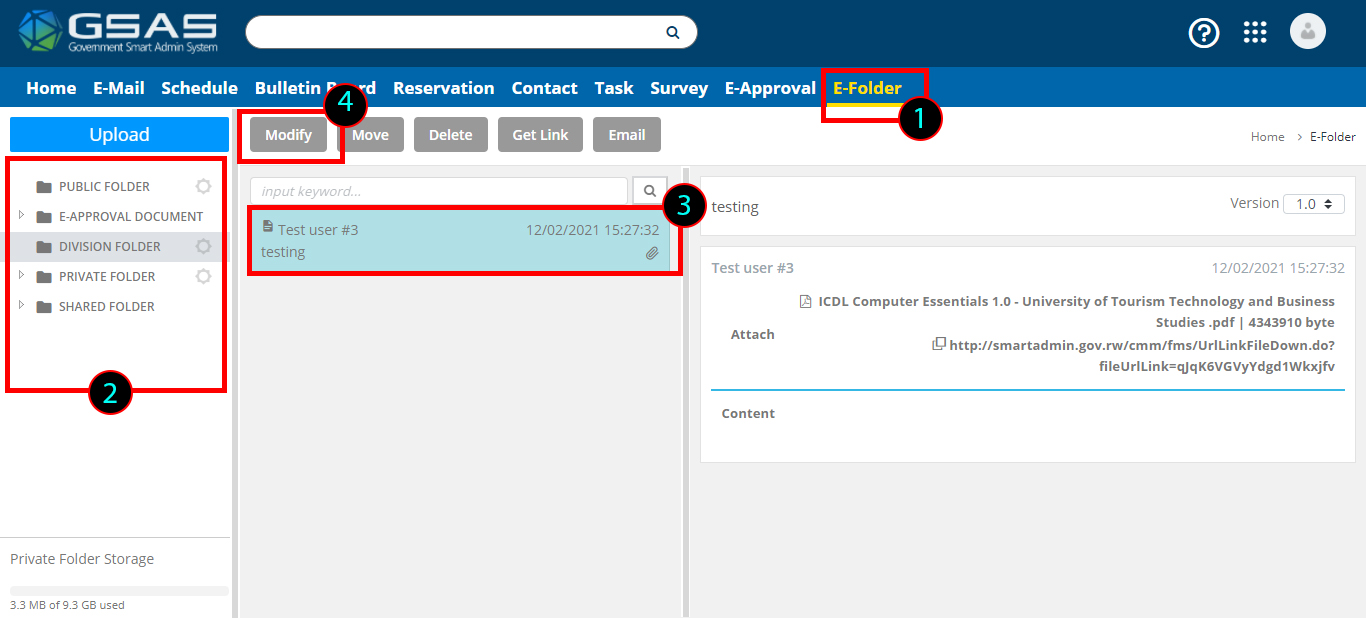 GSAS
Government Smart Admin System
Home E-Mail Schedule Bulletin Board Reservation Contact Task Survey E-Approval E-Folder
1
4
Upload
Modify Move Delete Get Link Email
Home > E-Folder
PUBLIC FOLDER
E-APPROVAL DOCUMENT
DIVISION FOLDER
PRIVATE FOLDER
SHARED FOLDER
2
Private Folder Storage
3.3 MB of 9.3 GB used
input keyword...
3
Test user #3 12/02/2021 15:27:32
testing
testing
Version 1.0
Test user #3 12/02/2021 15:27:32
Attach
ICDL Computer Essentials 1.0 - University of Tourism Technology and Business
Studies .pdf | 4343910 byte
http://smartadmin.gov.rw/cmm/fms/UrlLinkFileDown.do?
fileUrlLink=qJqK6VGVyYdgd1Wkxjfv
Content